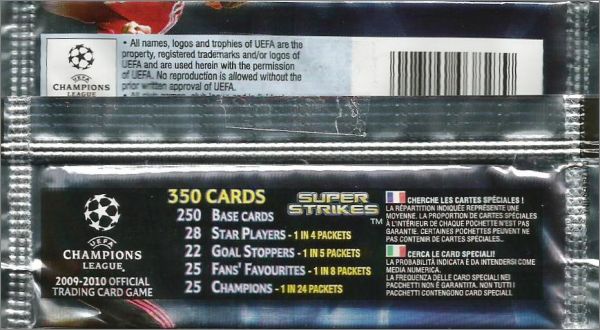 • All names, logos and trophies of UEFA are the
property, registered trademarks and/or logos of
UEFA and are used herein with the permission
of UEFA. No reproduction is allowed without the
prior written approval of UEFA.
UEFA
CHAMPIONS
LEAGUE
UEFA
CHAMPIONS
LEAGUE
2009-2010 OFFICIAL
TRADING CARD GAME
350 CARDS
250 BASE CARDS
28 STAR PLAYERS - 1 IN 4 PACKETS
22 GOAL STOPPERS - 1 IN 5 PACKETS
25 FANS' FAVOURITES - 1 IN 8 PACKETS
25 CHAMPIONS - 1 IN 24 PACKETS
SUPER
STRIKES
TM
CHERCHE LES CARTES SPÉCIALES !
LA RÉPARTITION INDIQUÉE REPRÉSENTE UNE
MOYENNE. LA PROPORTION DE CARTES SPÉCIALES
À L'INTÉRIEUR DE CHAQUE POCHETTE N'EST PAS
GARANTIE. CERTAINES POCHETTES PEUVENT NE
PAS CONTENIR DE CARTES SPÉCIALES..
CERCA LE CARD SPECIALI!
LA PROBABILITÀ INDICATA È DA INTENDERSI COME
MEDIA NUMERICA.
LA FREQUENZA DELLE CARD SPECIALI NEI
PACCHETTI NON È GARANTITA. NON TUTTI I
PACCHETTI CONTENGONO CARD SPECIALI.